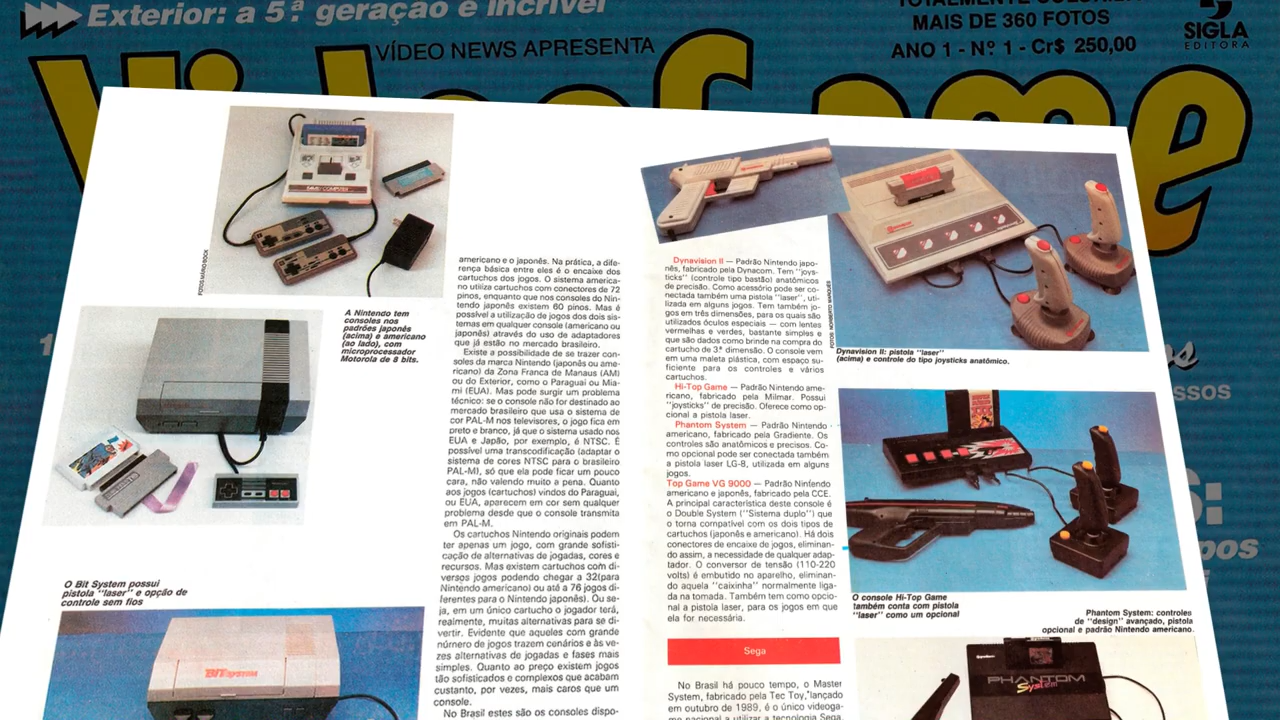 Exterior: a 5ª geração é incrível
VÍDEO NEWS APRESENTA
MAIS DE 360 FOTOS
ANO 1 - Nº 1 - Cr$ 250,00
SIGLA
EDITORA
FOTOS MÁRIO BOCK
A Nintendo tem
consoles nos
padrões japonês
(acima) e americano
(ao lado), com
microprocessador
Motorola de 8 bits.
O Bit System possui
pistola "laser" e opção de
controle sem fios
BIT SYSTEM
americano e o japonês. Na prática, a dife-
rença básica entre eles é o encaixe dos
cartuchos dos jogos. O sistema america-
no utiliza cartuchos com conectores de 72
pinos, enquanto que nos consoles do Nin-
tendo japonês existem 60 pinos. Mas é
possível a utilização de jogos dos dois sis-
temas em qualquer console (americano ou
japonês) através do uso de adaptadores
que já estão no mercado brasileiro.
Existe a possibilidade de se trazer con-
soles da marca Nintendo (japonês ou ame-
ricano) da Zona Franca de Manaus (AM)
ou do Exterior, como o Paraguai ou Mia-
mi (EUA). Mas pode surgir um problema
técnico: se o console não for destinado ao
mercado brasileiro que usa o sistema de
cor PAL-M nos televisores, o jogo fica em
preto e branco, já que o sistema usado nos
EUA e Japão, por exemplo, é NTSC. É
possível uma transcodificação (adaptar o
sistema de cores NTSC para o brasileiro
PAL-M), só que ela pode ficar um pouco
cara, não valendo muito a pena. Quanto
aos jogos (cartuchos) vindos do Paraguai,
ou EUA, aparecem em cor sem qualquer
problema desde que o console transmita
em PAL-M.
Os cartuchos Nintendo originais podem
ter apenas um jogo, com grande sofisti-
cação de alternativas de jogadas, cores e
recursos. Mas existem cartuchos com di-
versos jogos podendo chegar a 32(para
Nintendo americano) ou até a 76 jogos di-
ferentes para o Nintendo japonês). Ou se-
ja, em um único cartucho o jogador terá,
realmente, muitas alternativas para se di-
vertir. Evidente que aqueles com grande
número de jogos trazem cenários e às ve-
zes alternativas de jogadas e fases mais
simples. Quanto ao preço existem jogos
tão sofisticados e complexos que acabam
custanto, por vezes, mais caros que um
console.
No Brasil estes são os consoles dispo-
Dynavision II — Padrão Nintendo japo-
nês, fabricado pela Dynacom. Tem "joys-
ticks" (controle tipo bastão) anatômicos
de precisão. Como acessório pode ser co-
nectada também uma pistola "laser", uti-
lizada em alguns jogos. Tem também jo-
gos em três dimensões, para os quais são
utilizados óculos especiais — com lentes
vermelhas e verdes, bastante simples e
que são dados como brinde na compra do
cartucho de 3ª dimensão. O console vem
em uma maleta plástica, com espaço su-
ficiente para os controles e vários
cartuchos.
Hi-Top Game — Padrão Nintendo ame-
ricano, fabricado pela Milmar. Possui
"joysticks" de precisão. Oferece como op-
cional a pistola laser.
Phantom System — Padrão Nintendo
americano, fabricado pela Gradiente. Os
controles são anatômicos e precisos. Co-
mo opcional pode ser conectada também
a pistola laser LG-8, utilizada em alguns
jogos.
Top Game VG 9000 — Padrão Nintendo
americano e japonês, fabricado pela CCE.
A principal característica deste console é
o Double System ("Sistema duplo") que
o torna compatível com os dois tipos de
cartuchos (japonês e americano). Há dois
conectores de encaixe de jogos, eliminan-
do assim, a necessidade de qualquer adap-
tador. O conversor de tensão (110-220
volts) é embutido no aparelho, eliminan-
do aquela "caixinha" normalmente liga-
da na tomada. Também tem como opcio-
nal a pistola laser, para os jogos em que
ela for necessária.
Sega
No Brasil há pouco tempo, o Master
System, fabricado pela Tec Toy, lançado
em outubro de 1989, é o único videoga-
me nacional a utilizar a tecnologia Sega.
FOTOS NORBERTO MARQUES
Dynavision II: pistola "laser"
(acima) e controle do tipo joysticks anatômico.
O console Hi-Top Game
também conta com pistola
"laser" como um opcional
Phantom System: controles
de "design" avançado, pistola
opcional e padrão Nintendo americano.
PHANTOM
System